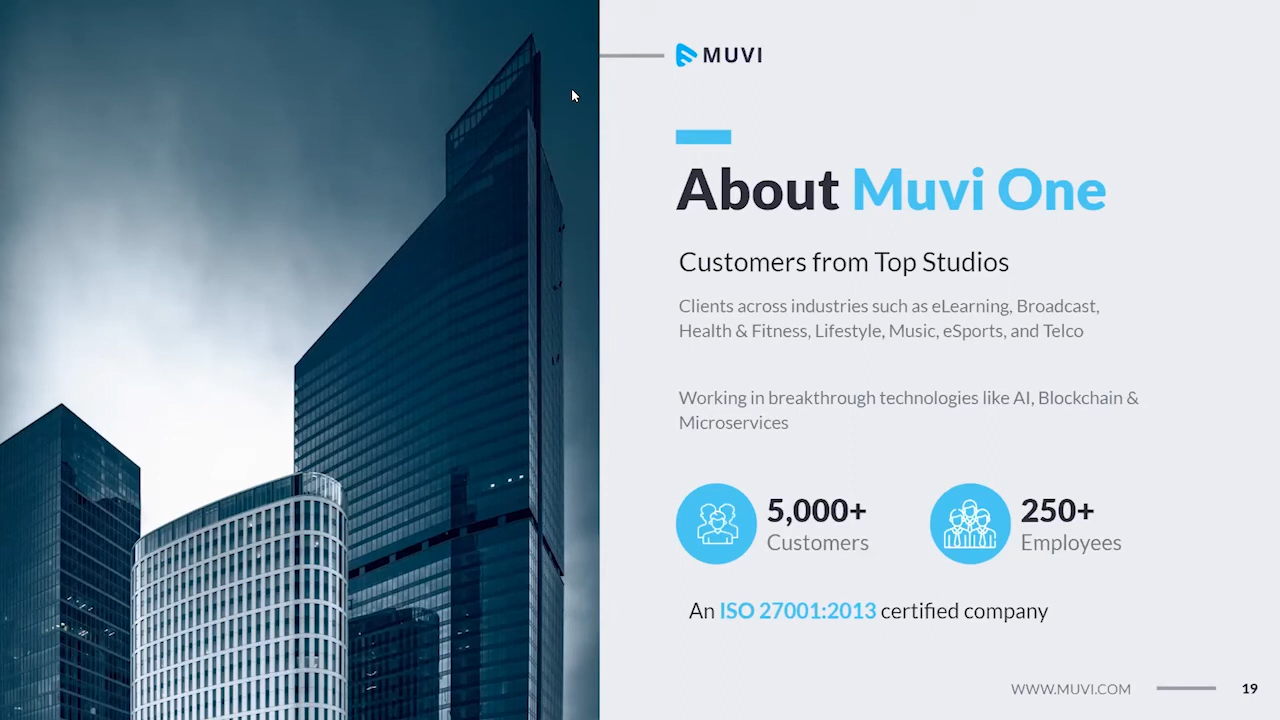 MUVI
About Muvi One
Customers from Top Studios
Clients across industries such as eLearning, Broadcast,
Health & Fitness, Lifestyle, Music, eSports, and Telco
Working in breakthrough technologies like AI, Blockchain &
Microservices
5,000+
Customers
250+
Employees
An ISO 27001:2013 certified company
WWW.MUVI.COM
19